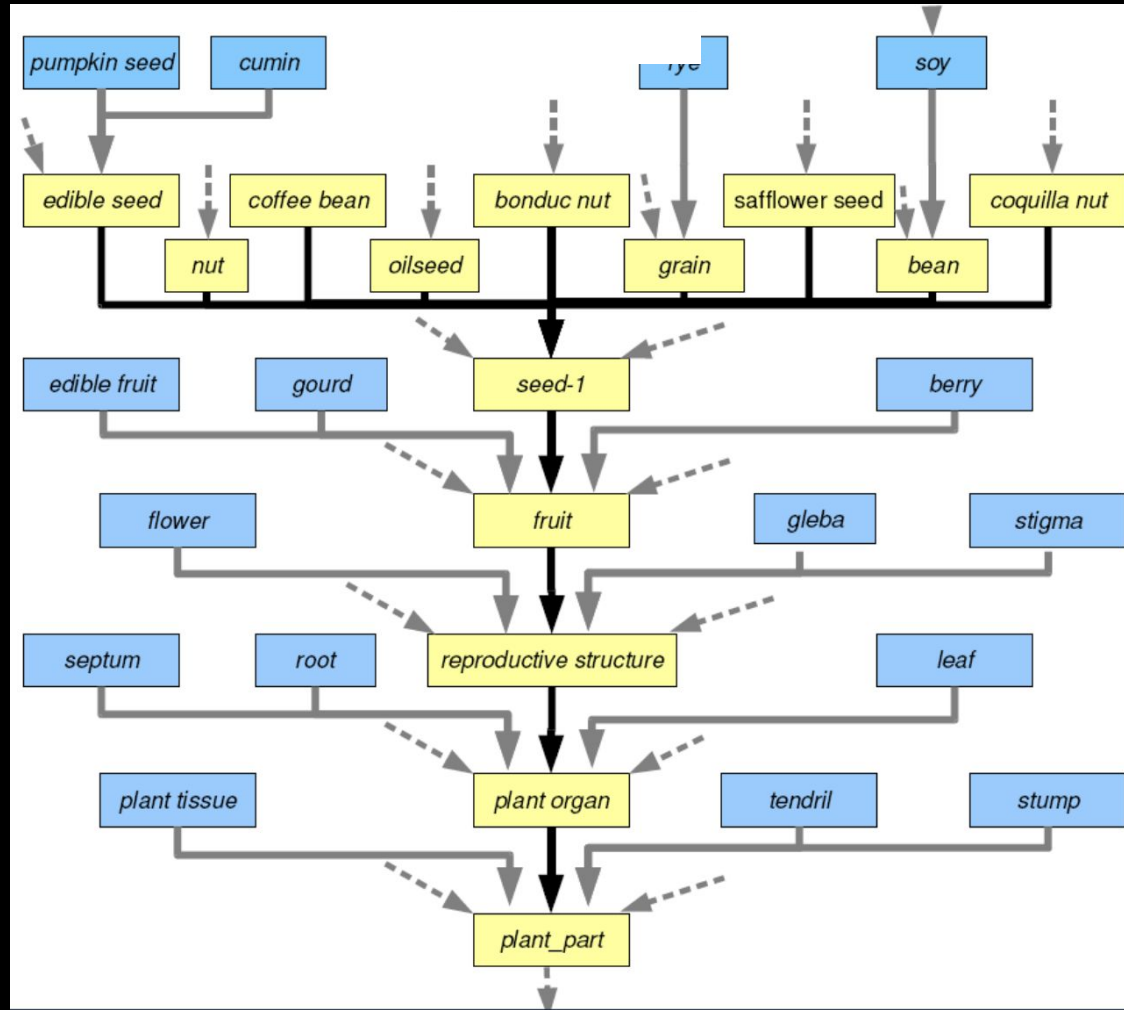 pumpkin seed
cumin
rye
soy
edible seed
coffee bean
bonduc nut
safflower seed
coquilla nut
nut
oilseed
grain
bean
edible fruit
gourd
seed-1
berry
flower
fruit
gleba
stigma
septum
root
reproductive structure
leaf
plant tissue
plant organ
tendril
stump
plant_part